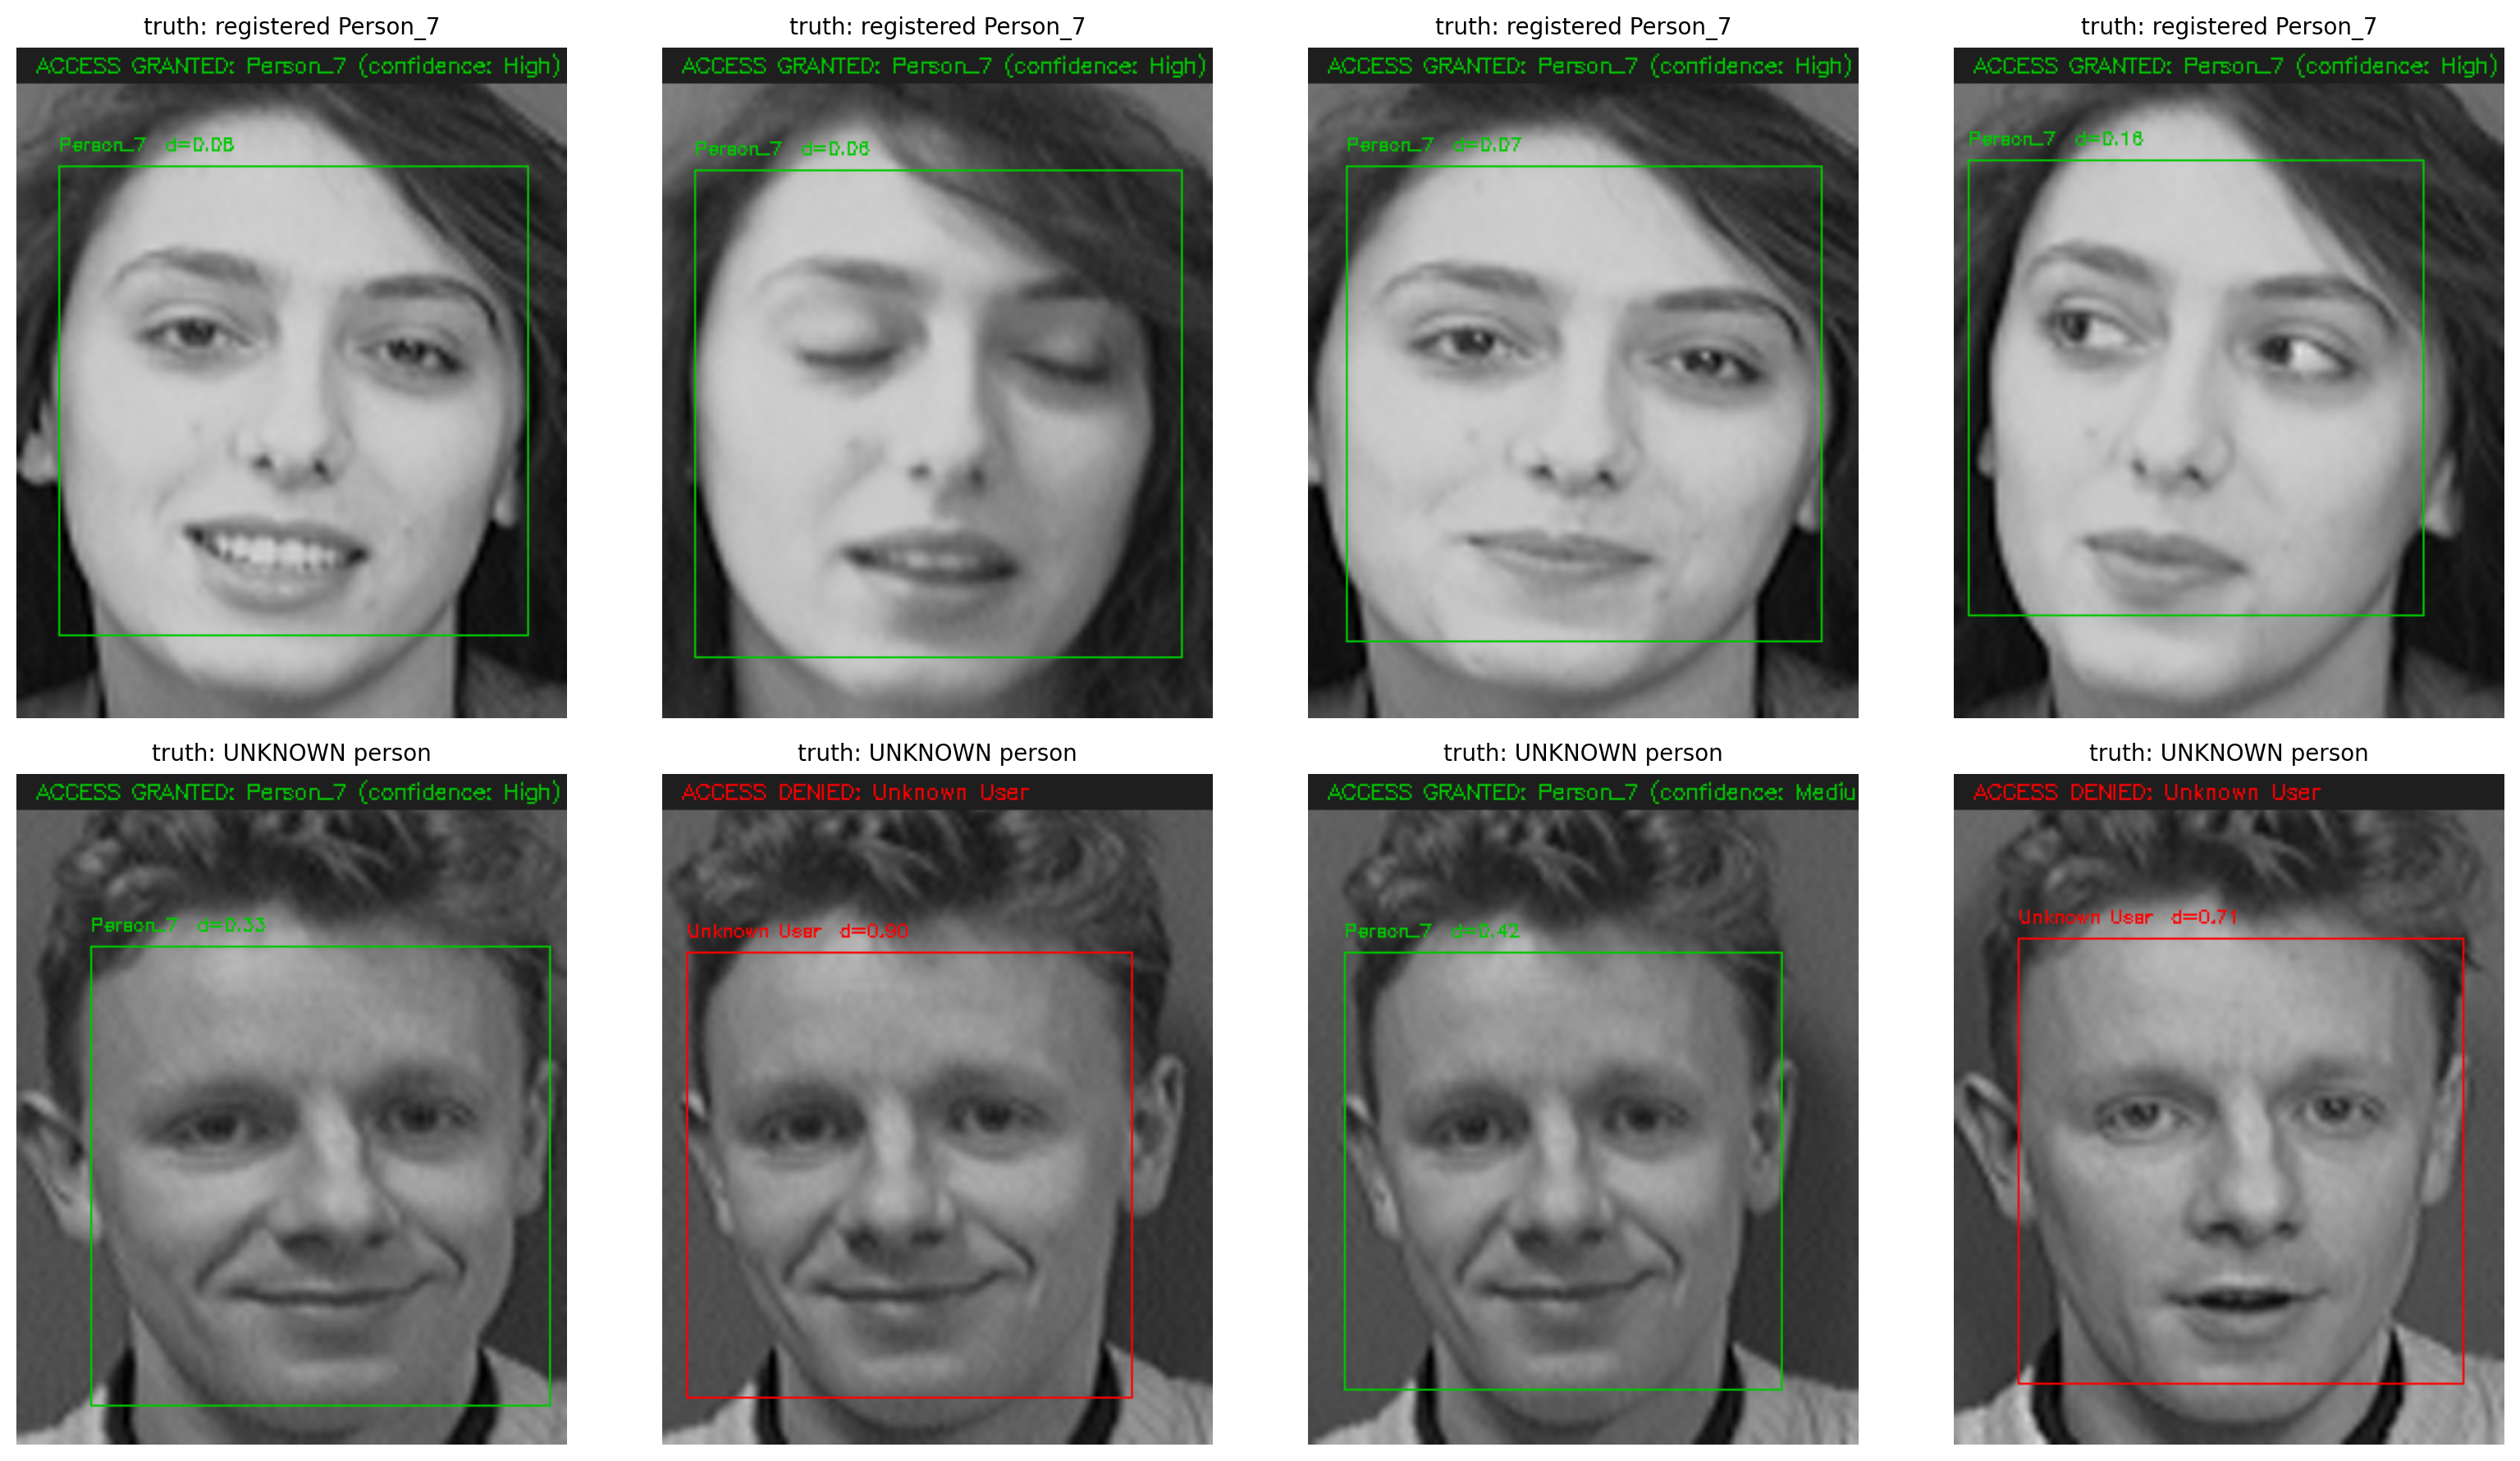 truth: registered Person_7
ACCESS GRANTED: Person_7 (confidence: High)
Person_7 d=0.08
truth: registered Person_7
ACCESS GRANTED: Person_7 (confidence: High)
Person_7 d=0.06
truth: registered Person_7
ACCESS GRANTED: Person_7 (confidence: High)
Person_7 d=0.07
truth: registered Person_7
ACCESS GRANTED: Person_7 (confidence: High)
Person_7 d=0.16
truth: UNKNOWN person
ACCESS GRANTED: Person_7 (confidence: High)
Person_7 d=0.33
truth: UNKNOWN person
ACCESS DENIED: Unknown User
Unknown User d=0.90
truth: UNKNOWN person
ACCESS GRANTED: Person_7 (confidence: Mediu
Person_7 d=0.42
truth: UNKNOWN person
ACCESS DENIED: Unknown User
Unknown User d=0.71